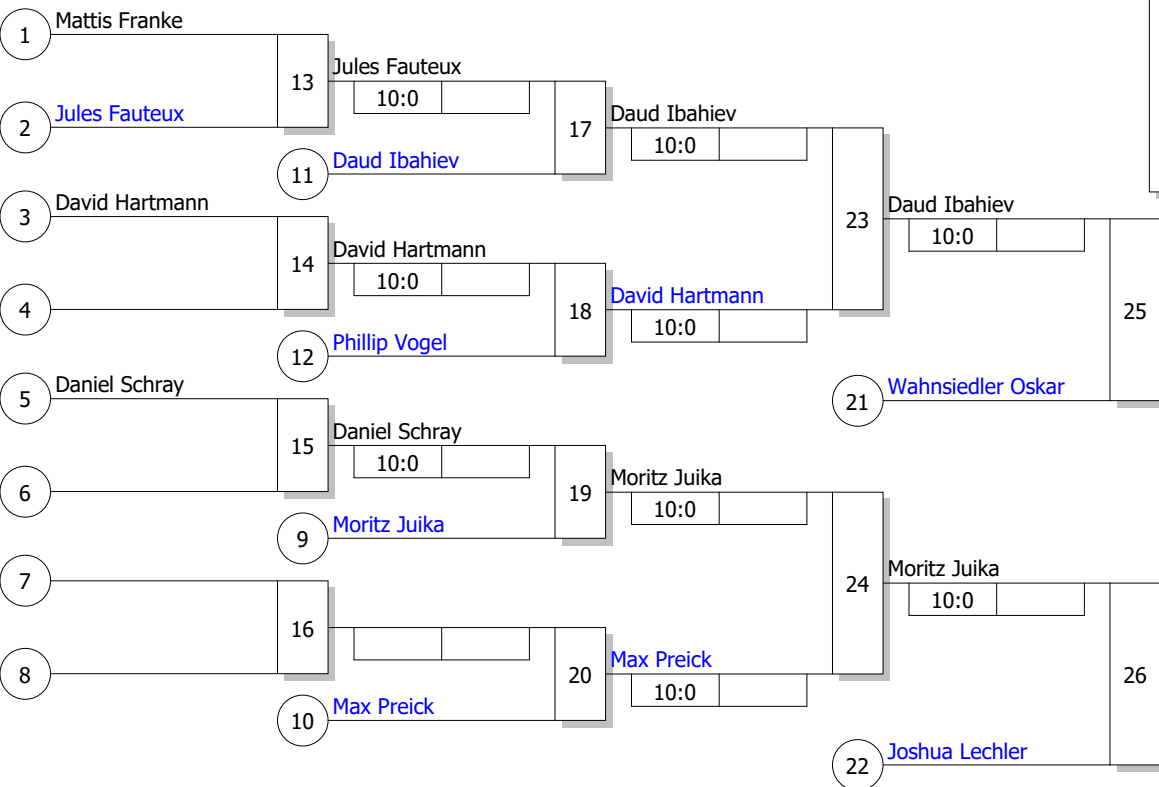 Mattis Franke
1
13
Jules Fauteux
10:0
2
Jules Fauteux
17
Daud Ibahiev
10:0
11
Daud Ibahiev
3
David Hartmann
23
Daud Ibahiev
10:0
14
David Hartmann
10:0
4
18
David Hartmann
10:0
25
12
Phillip Vogel
5
Daniel Schray
21
Wahnsiedler Oskar
15
Daniel Schray
10:0
6
19
Moritz Juika
10:0
9
Moritz Juika
7
24
Moritz Juika
10:0
16
8
20
Max Preick
10:0
26
10
Max Preick
22
Joshua Lechler